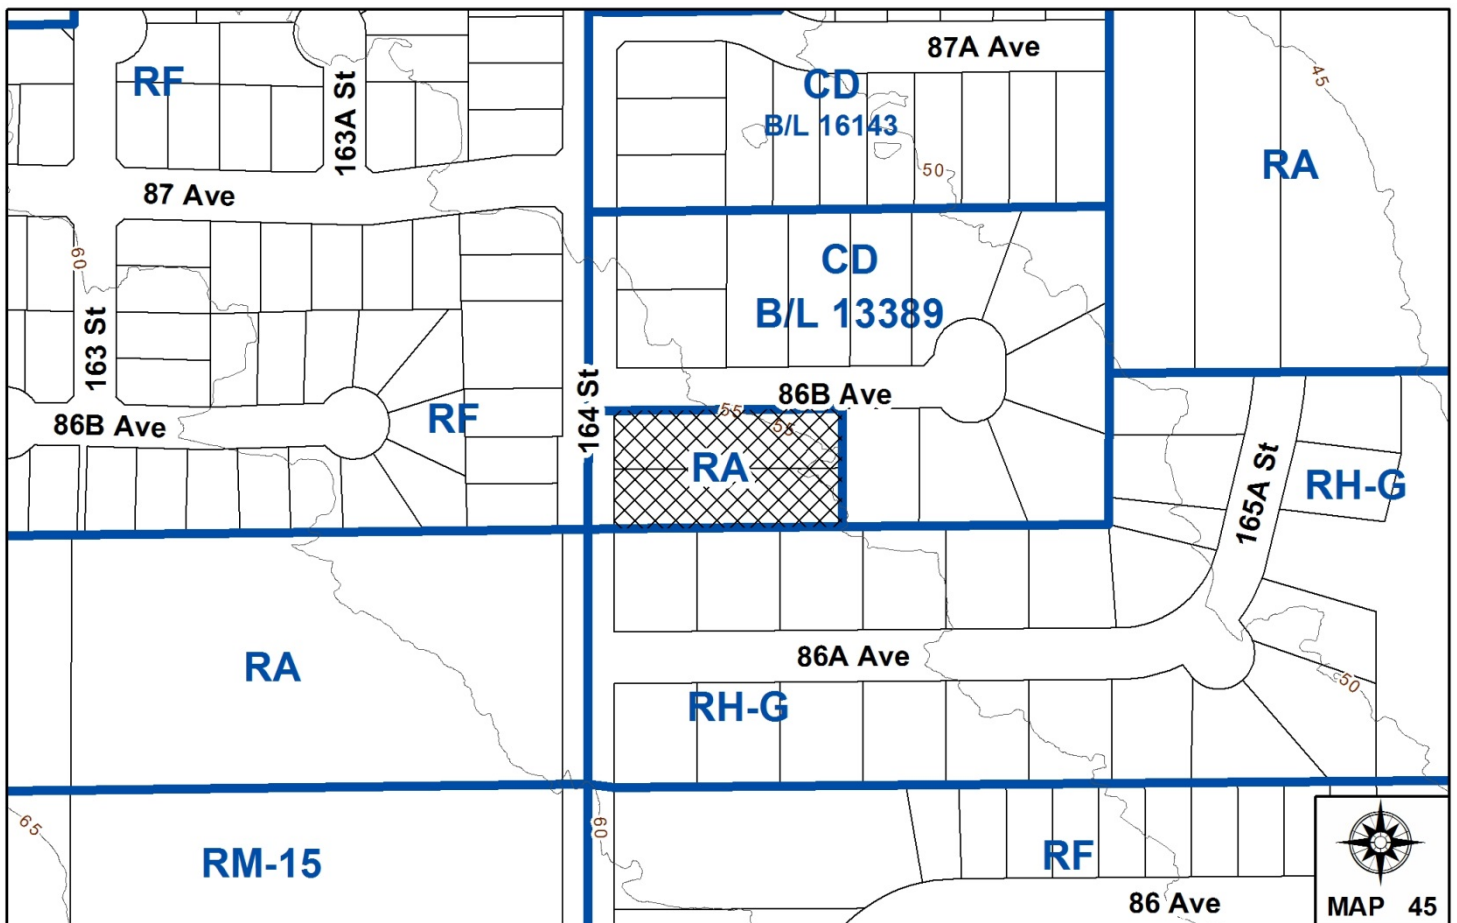 87A Ave
RF
163A St
CD
B/L 16143
45
RA
50
87 Ave
60
CD
B/L 13389
163 St
164 St
86B Ave
86B Ave
RF
55
55
RA
165A St
RH-G
RA
86A Ave
RH-G
50
65
RM-15
60
RF
86 Ave
MAP 45